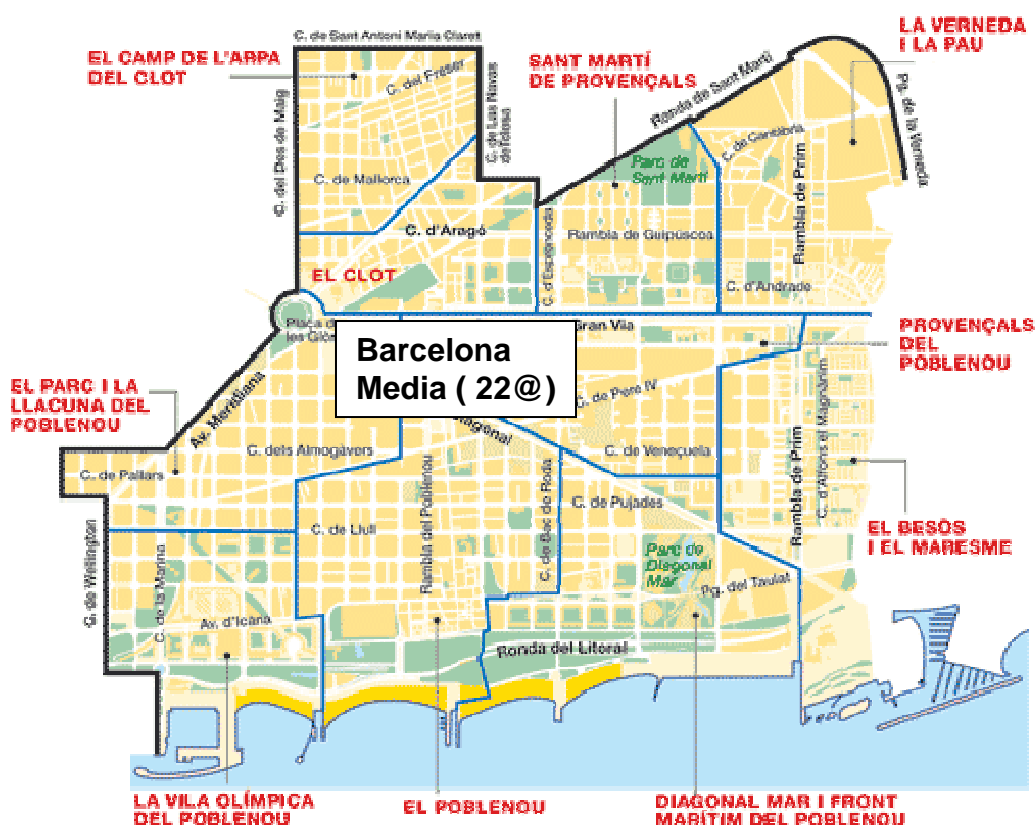 C. de Sant Antoni Maria Claret
EL CAMP DE L'ARPA
DEL CLOT
C. del Freser
C. de Las Navas
de Tolosa
C. del Dos de Maig
C. de Mallorca
C. d'Aragó
EL CLOT
SANT MARTÍ
DE PROVENÇALS
Ronda de Sant Martí
LA VERNEDA
I LA PAU
Pg. de la Verneda
C. de Cantàbria
Parc de
Sant Martí
Rambla de Prim
Rambla de Guipúscoa
C. d'Espronceda
C. d'Andrade
Plaça de
les Glòr
Gran Via
Barcelona
Media ( 22@)
PROVENÇALS
DEL
POBLENOU
C. de Pere IV
EL PARC I LA
LLACUNA DEL
POBLENOU
Av. Meridiana
Diagonal
C. dels Almogàvers
C. de Veneçuela
C. de Pallars
Rambla de Prim
C. d'Alfons el Magnànim
C. de Pujades
C. de Llull
Rambla del Poblenou
C. de Bac de Roda
EL BESÒS
I EL MARESME
C. de Wellington
C. de la Marina
Parc de
Diagonal
Mar
Pg. del Taulat
Av. d'Icària
Ronda del Litoral
LA VILA OLÍMPICA
DEL POBLENOU
EL POBLENOU
DIAGONAL MAR I FRONT
MARÍTIM DEL POBLENOU